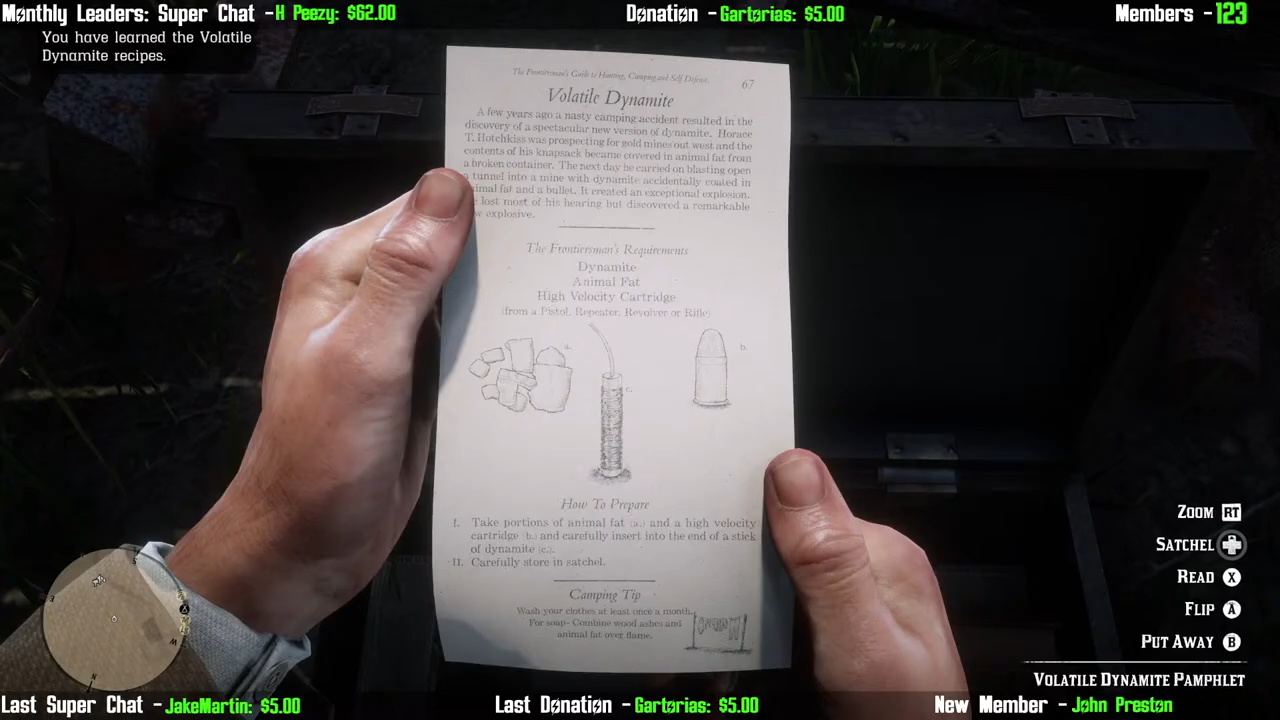 Monthly Leaders: Super Chat - H Peezy: $62.00
Donation - Gartorias: $5.00
Members - 123
You have learned the Volatile
Dynamite recipes.
The Frontiersman's Guide to Hunting, Camping and Self Defense.
67
Volatile Dynamite
A few years ago a nasty camping accident resulted in the
discovery of a spectacular new version of dynamite. Horace
T. Hotchkiss was prospecting for gold mines out west and the
contents of his knapsack became covered in animal fat from
a broken container. The next day he carried on blasting open
a tunnel into a mine with dynamite accidentally coated in
imal fat and a bullet. It created an exceptional explosion.
e lost most of his hearing but discovered a remarkable
w explosive.
The Frontiersman's Requirements
Dynamite
Animal Fat
High Velocity Cartridge
(from a Pistol, Repeater, Revolver or Rifle)
a.
b.
c.
How To Prepare
I. Take portions of animal fat (a.) and a high velocity
cartridge (b.) and carefully insert into the end of a stick
of dynamite (c.).
II. Carefully store in satchel.
Camping Tip
Wash your clothes at least once a month.
For soap- Combine wood ashes and
animal fat over flame.
Zoom RT
Satchel
Read X
Flip A
Put Away B
Volatile Dynamite Pamphlet
S
E
W
N
Last Super Chat - JakeMartin: $5.00
Last Donation - Gartorias: $5.00
New Member - John Preston